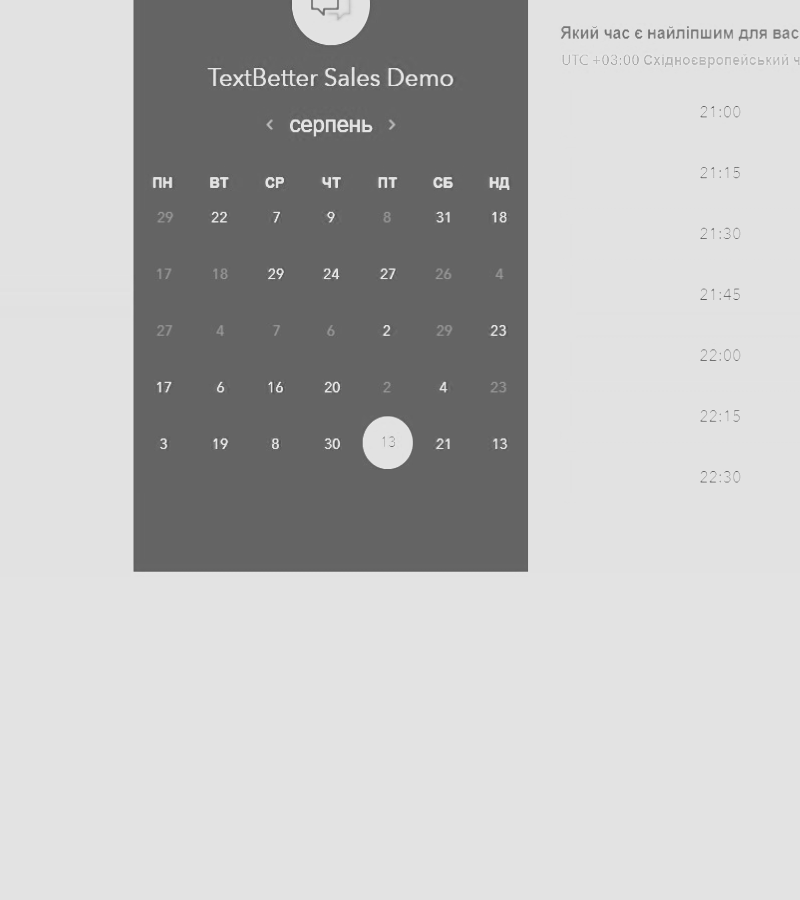 TextBetter Sales Demo
серпень
ПН ВТ СР ЧТ ПТ СБ НД
29 22 7 9 8 31 18
17 18 29 24 27 26 4
27 4 7 6 2 29 23
17 6 16 20 2 4 23
3 19 8 30 13 21 13
Який час є найліпшим для вас
UTC +03:00 Східноєвропейський ч
21:00
21:15
21:30
21:45
22:00
22:15
22:30